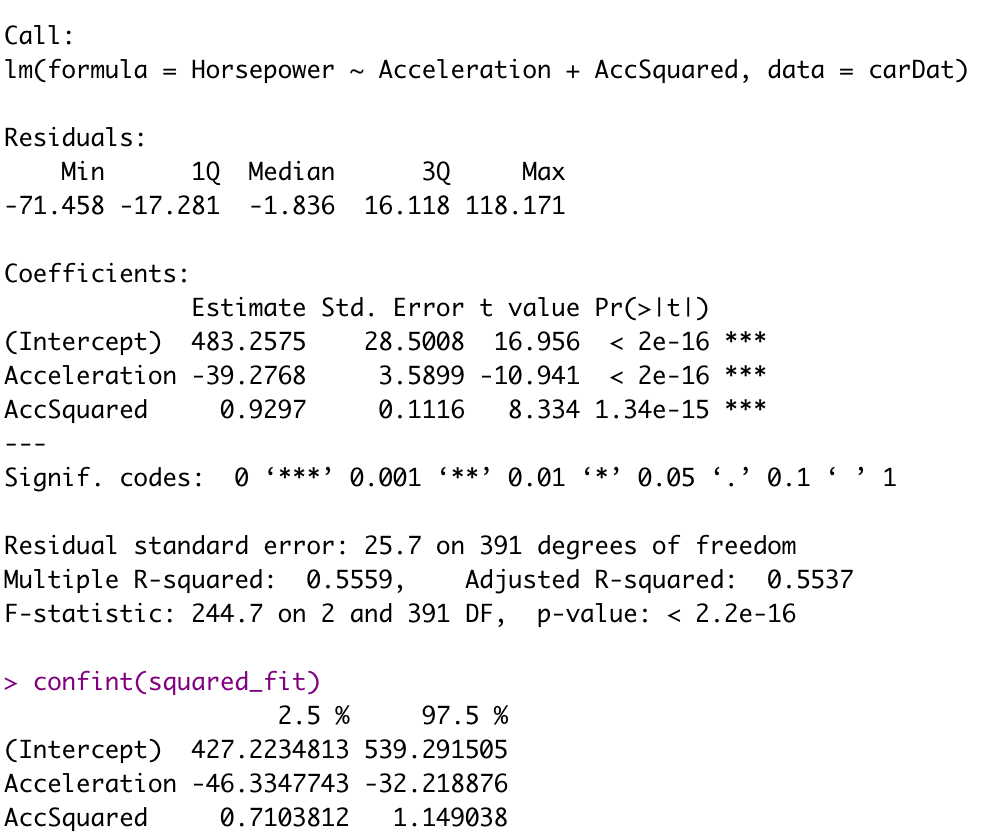 Call:
lm(formula = Horsepower ~ Acceleration + AccSquared, data = carDat)
Residuals:
    Min      1Q  Median      3Q     Max
-71.458 -17.281  -1.836  16.118 118.171
Coefficients:
             Estimate Std. Error t value Pr(>|t|)
(Intercept)  483.2575    28.5008  16.956  < 2e-16 ***
Acceleration -39.2768     3.5899 -10.941  < 2e-16 ***
AccSquared     0.9297     0.1116   8.334 1.34e-15 ***
---
Signif. codes:  0 ‘***’ 0.001 ‘**’ 0.01 ‘*’ 0.05 ‘.’ 0.1 ‘ ’ 1
Residual standard error: 25.7 on 391 degrees of freedom
Multiple R-squared:  0.5559,    Adjusted R-squared:  0.5537
F-statistic: 244.7 on 2 and 391 DF,  p-value: < 2.2e-16
> confint(squared_fit)
                   2.5 %     97.5 %
(Intercept)  427.2234813 539.291505
Acceleration -46.3347743 -32.218876
AccSquared     0.7103812   1.149038